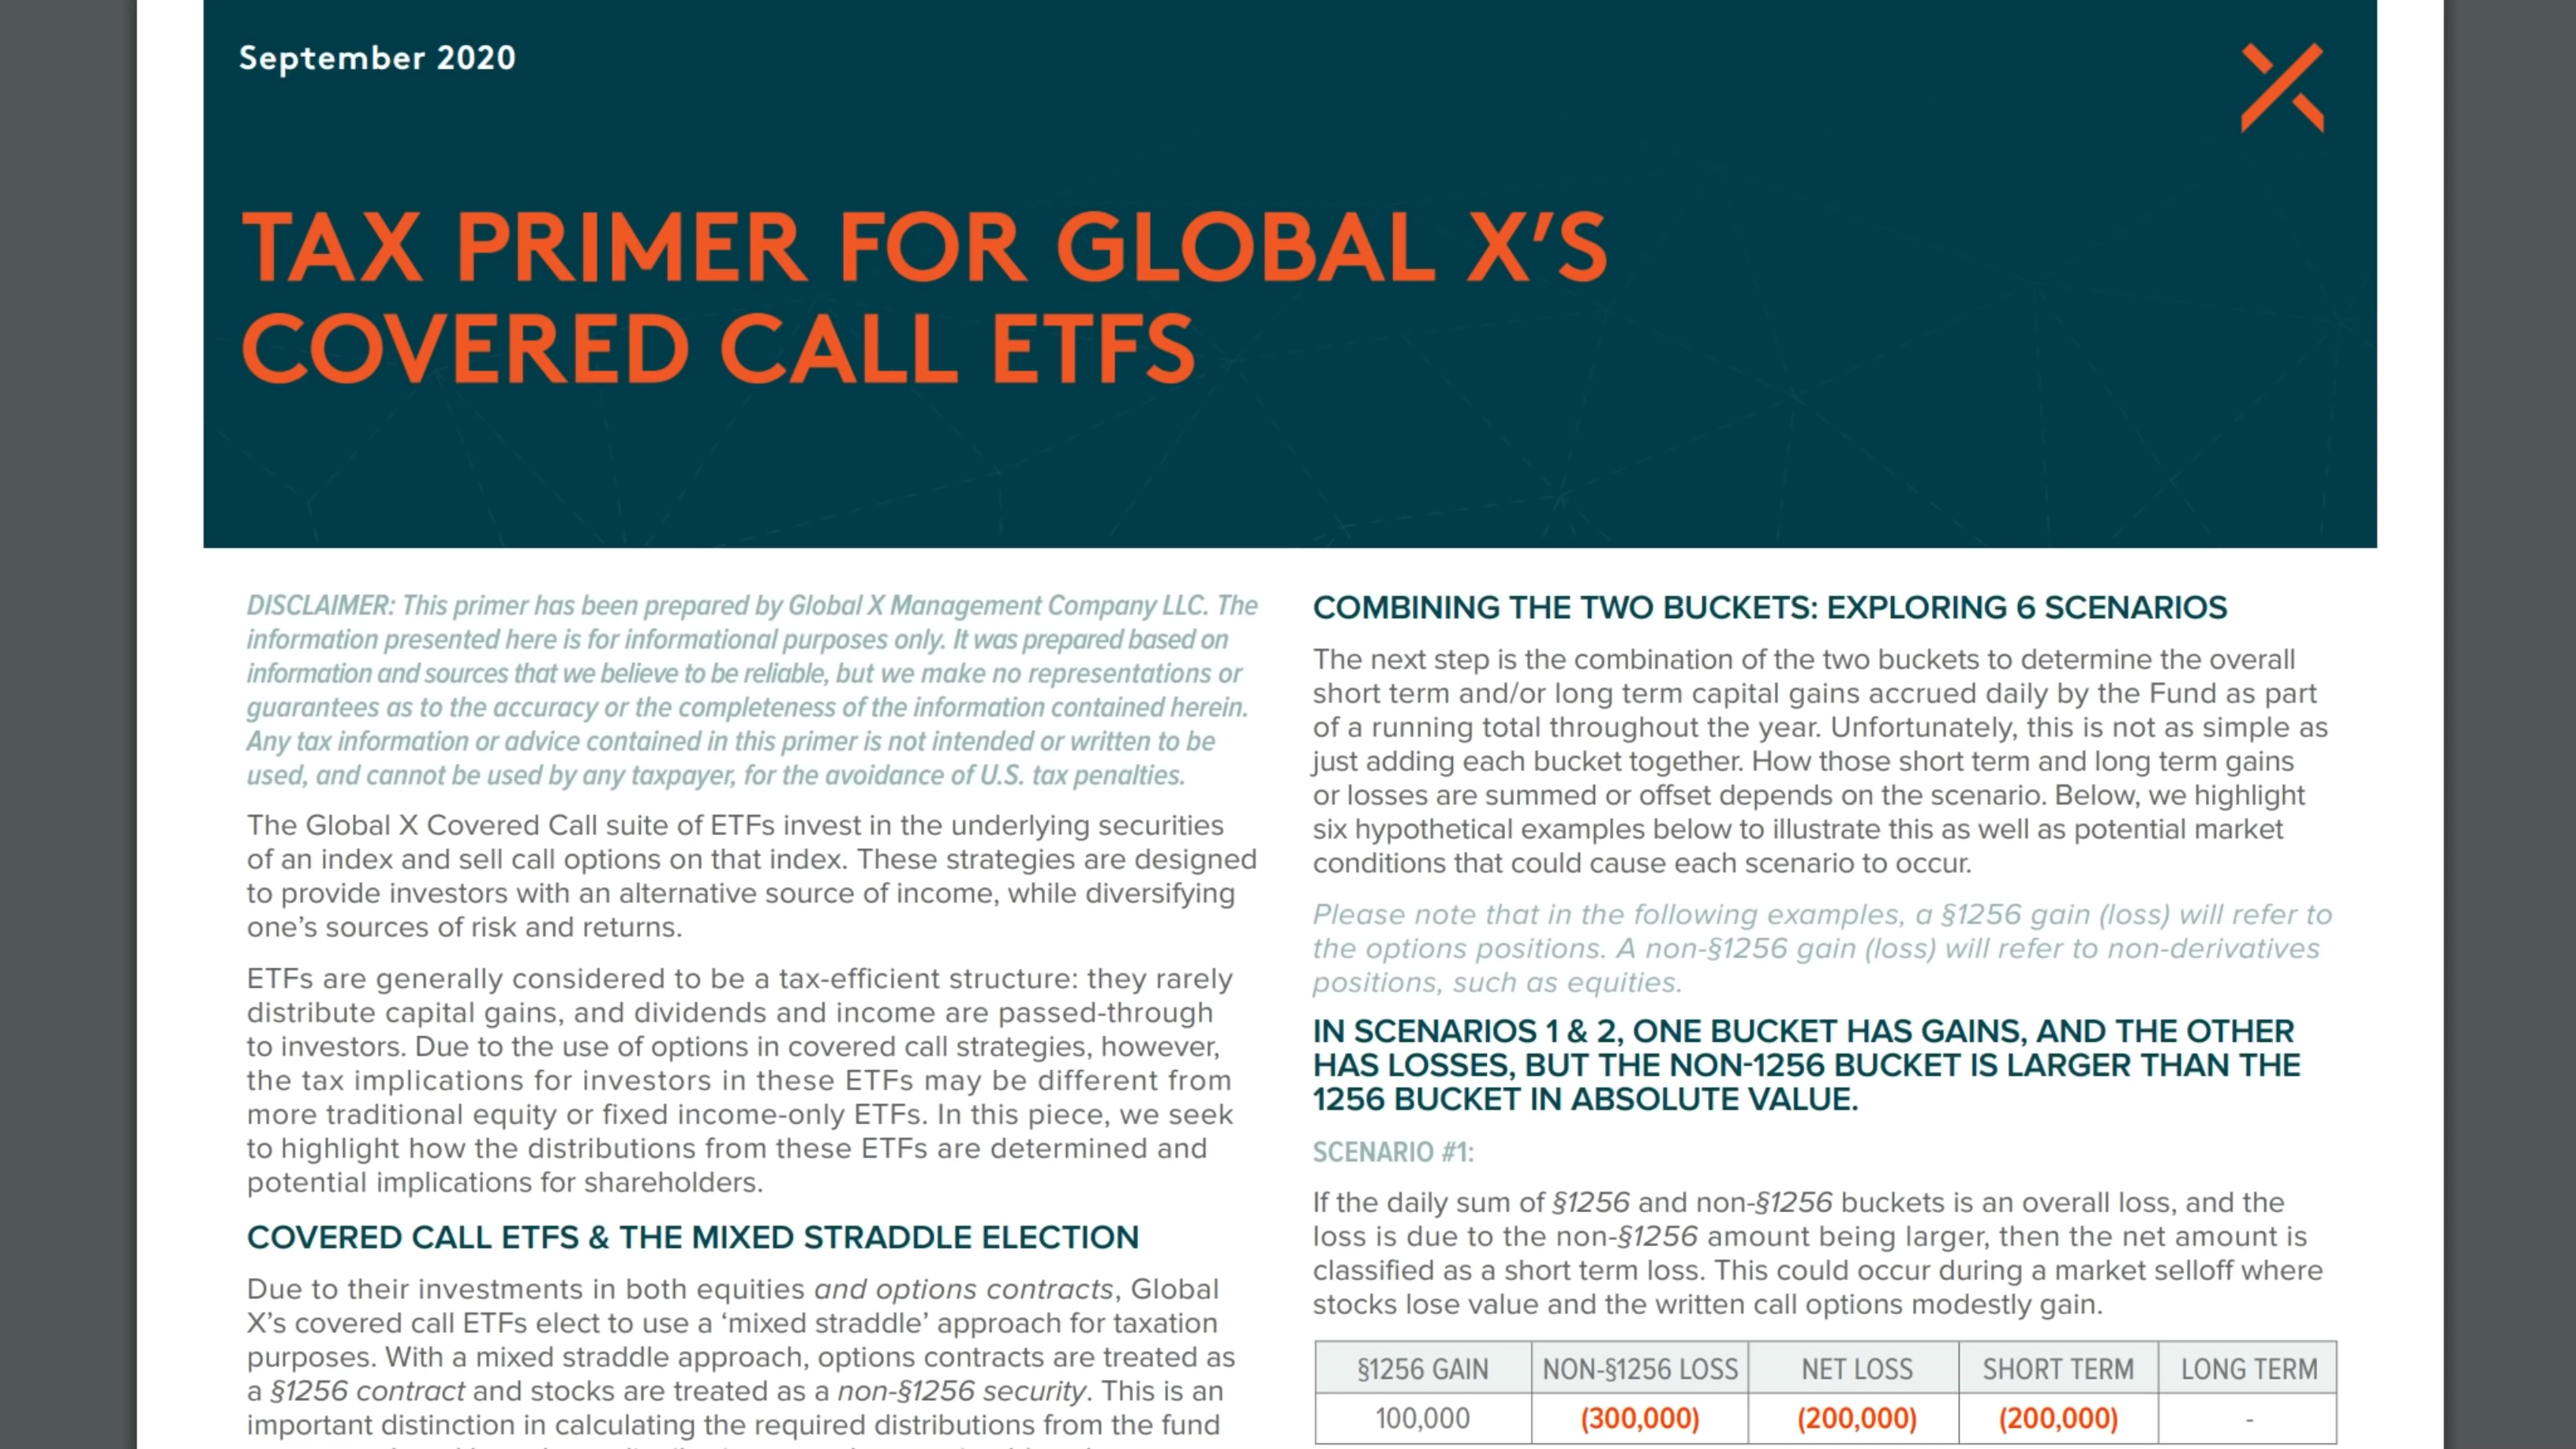 September 2020
TAX PRIMER FOR GLOBAL X'S
COVERED CALL ETFS
DISCLAIMER: This primer has been prepared by Global X Management Company LLC. The
information presented here is for informational purposes only. It was prepared based on
information and sources that we believe to be reliable, but we make no representations or
guarantees as to the accuracy or the completeness of the information contained herein.
Any tax information or advice contained in this primer is not intended or written to be
used, and cannot be used by any taxpayer, for the avoidance of U.S. tax penalties.
The Global X Covered Call suite of ETFs invest in the underlying securities
of an index and sell call options on that index. These strategies are designed
to provide investors with an alternative source of income, while diversifying
one's sources of risk and returns.
ETFs are generally considered to be a tax-efficient structure: they rarely
distribute capital gains, and dividends and income are passed-through
to investors. Due to the use of options in covered call strategies, however,
the tax implications for investors in these ETFs may be different from
more traditional equity or fixed income-only ETFs. In this piece, we seek
to highlight how the distributions from these ETFs are determined and
potential implications for shareholders.
COVERED CALL ETFS & THE MIXED STRADDLE ELECTION
Due to their investments in both equities and options contracts, Global
X's covered call ETFs elect to use a 'mixed straddle' approach for taxation
purposes. With a mixed straddle approach, options contracts are treated as
a §1256 contract and stocks are treated as a non-§1256 security. This is an
important distinction in calculating the required distributions from the fund
COMBINING THE TWO BUCKETS: EXPLORING 6 SCENARIOS
The next step is the combination of the two buckets to determine the overall
short term and/or long term capital gains accrued daily by the Fund as part
of a running total throughout the year. Unfortunately, this is not as simple as
just adding each bucket together. How those short term and long term gains
or losses are summed or offset depends on the scenario. Below, we highlight
six hypothetical examples below to illustrate this as well as potential market
conditions that could cause each scenario to occur.
Please note that in the following examples, a §1256 gain (loss) will refer to
the options positions. A non-§1256 gain (loss) will refer to non-derivatives
positions, such as equities.
IN SCENARIOS 1 & 2, ONE BUCKET HAS GAINS, AND THE OTHER
HAS LOSSES, BUT THE NON-1256 BUCKET IS LARGER THAN THE
1256 BUCKET IN ABSOLUTE VALUE.
SCENARIO #1:
If the daily sum of §1256 and non-§1256 buckets is an overall loss, and the
loss is due to the non-§1256 amount being larger, then the net amount is
classified as a short term loss. This could occur during a market selloff where
stocks lose value and the written call options modestly gain.
§1256 GAIN NON-§1256 LOSS NET LOSS SHORT TERM LONG TERM
100,000 (300,000) (200,000) (200,000) -